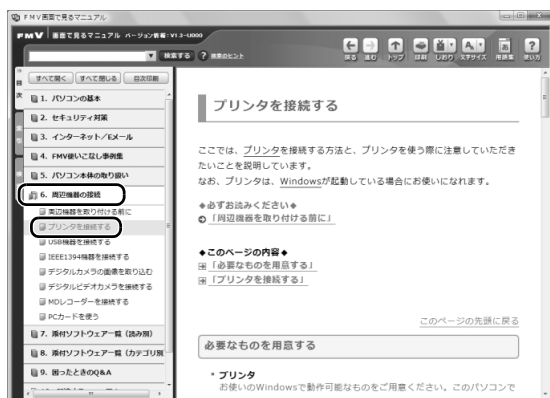 FMV画面で見るマニュアル
FMV 画面で見るマニュアル バージョン情報:V1.3-U000
検索する ? 検索のヒント
戻る 進む トップ 印刷 しおり 文字サイズ 用語集 使い方
目次
すべて開く すべて閉じる 目次印刷
1. パソコンの基本
2. セキュリティ対策
3. インターネット/Eメール
4. FMV使いこなし事例集
5. パソコン本体の取り扱い
6. 周辺機器の接続
周辺機器を取り付ける前に
プリンタを接続する
USB機器を接続する
IEEE1394機器を接続する
デジタルカメラの画像を取り込む
デジタルビデオカメラを接続する
MDレコーダーを接続する
PCカードを使う
7. 添付ソフトウェア一覧(読み別)
8. 添付ソフトウェア一覧(カテゴリ別
9. 困ったときのQ&A
プリンタを接続する
ここでは、プリンタを接続する方法と、プリンタを使う際に注意していただき
たいことを説明しています。
なお、プリンタは、Windowsが起動している場合にお使いになれます。
◆必ずお読みください◆
「周辺機器を取り付ける前に」
◆このページの内容◆
「必要なものを用意する」
「プリンタを接続する」
このページの先頭に戻る
必要なものを用意する
• プリンタ
お使いのWindowsで動作可能なものをご用意ください。このパソコンで